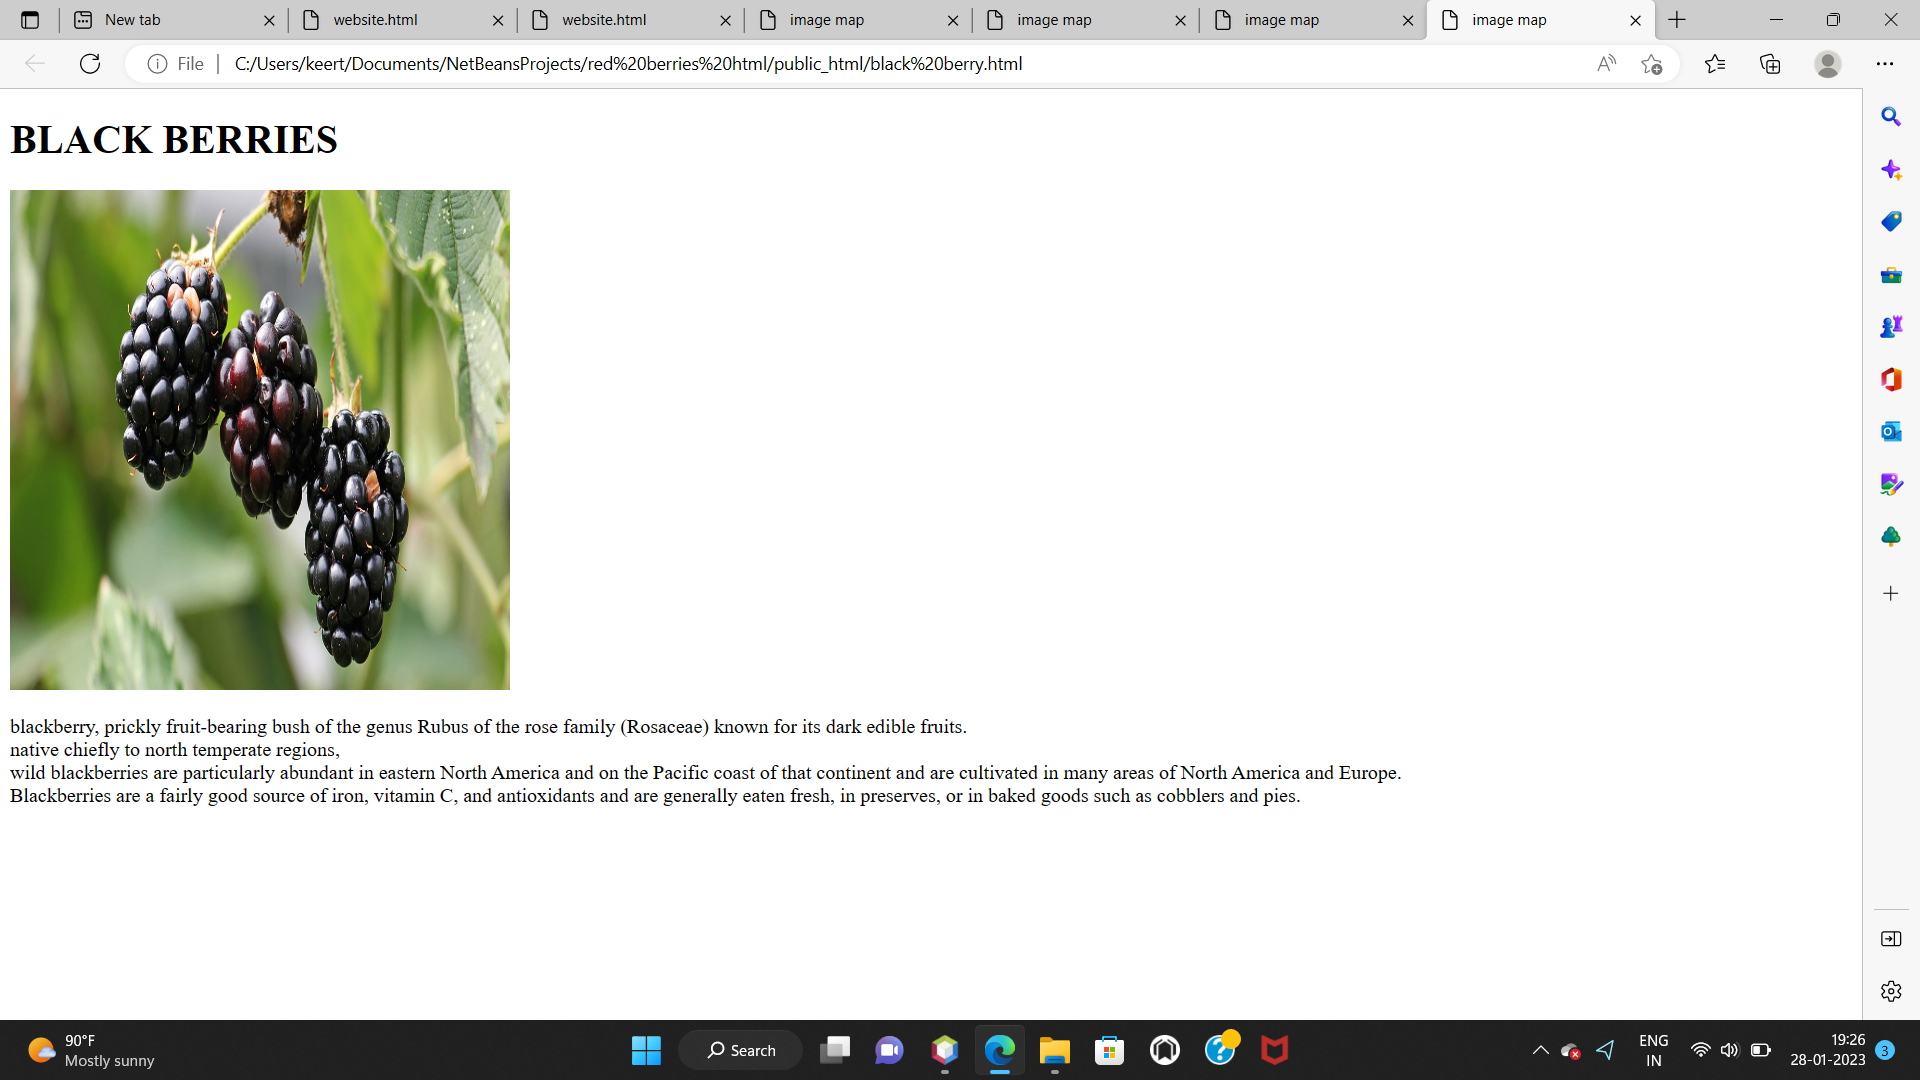 New tab
website.html
website.html
image map
image map
image map
image map
File
C:/Users/keert/Documents/NetBeansProjects/red%20berries%20html/public_html/black%20berry.html
BLACK BERRIES
blackberry, prickly fruit-bearing bush of the genus Rubus of the rose family (Rosaceae) known for its dark edible fruits.
native chiefly to north temperate regions,
wild blackberries are particularly abundant in eastern North America and on the Pacific coast of that continent and are cultivated in many areas of North America and Europe.
Blackberries are a fairly good source of iron, vitamin C, and antioxidants and are generally eaten fresh, in preserves, or in baked goods such as cobblers and pies.
90°F
Mostly sunny
Search
ENG
IN
19:26
28-01-2023
3